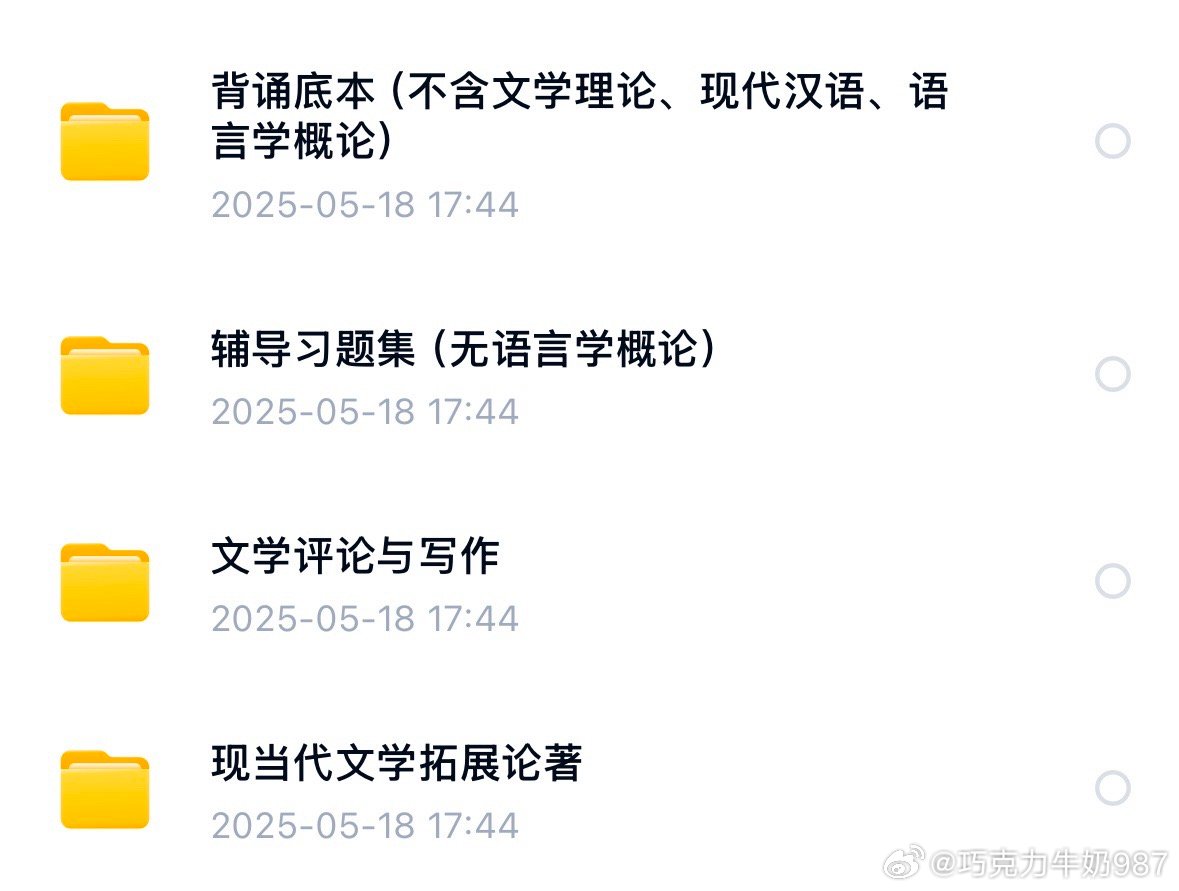 背诵底本（不含文学理论、现代汉语、语
言学概论）
2025-05-18 17:44
辅导习题集（无语言学概论）
2025-05-18 17:44
文学评论与写作
2025-05-18 17:44
现当代文学拓展论著
2025-05-18 17:44
@巧克力牛奶987